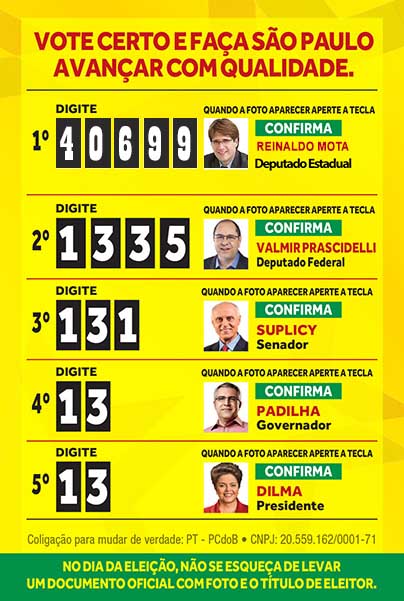 VOTE CERTO E FAÇA SÃO PAULO
AVANÇAR COM QUALIDADE.
DIGITE
QUANDO A FOTO APARECER APERTE A TECLA
1º 40699
CONFIRMA
REINALDO MOTA
Deputado Estadual
DIGITE
QUANDO A FOTO APARECER APERTE A TECLA
2º 1335
CONFIRMA
VALMIR PRASCIDELLI
Deputado Federal
DIGITE
QUANDO A FOTO APARECER APERTE A TECLA
3º 131
CONFIRMA
SUPLICY
Senador
DIGITE
QUANDO A FOTO APARECER APERTE A TECLA
4º 13
CONFIRMA
PADILHA
Governador
DIGITE
QUANDO A FOTO APARECER APERTE A TECLA
5º 13
CONFIRMA
DILMA
Presidente
Coligação para mudar de verdade: PT - PCdoB • CNPJ: 20.559.162/0001-71
NO DIA DA ELEIÇÃO, NÃO SE ESQUEÇA DE LEVAR
UM DOCUMENTO OFICIAL COM FOTO E O TÍTULO DE ELEITOR.